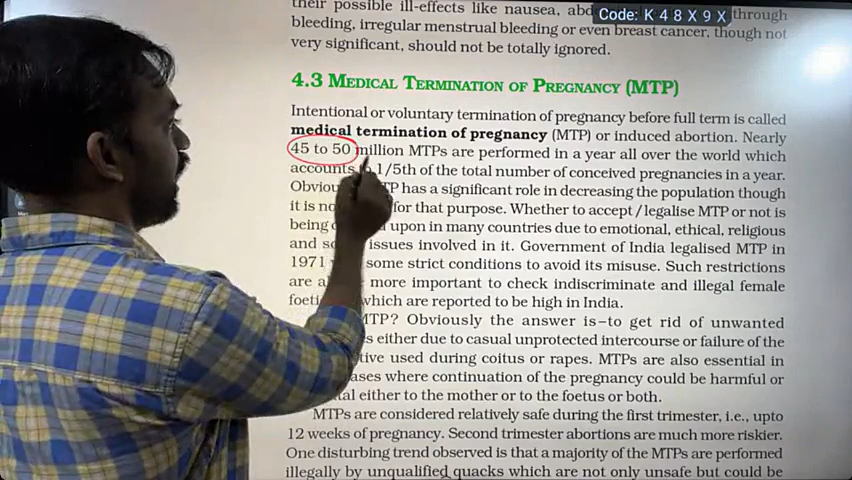 their possible ill-effects like nausea, through
Code: K 4 8 X 9 X
bleeding, irregular menstrual bleeding or even breast cancer, though not
very significant, should not be totally ignored.
4.3 MEDICAL TERMINATION OF PREGNANCY (MTP)
Intentional or voluntary termination of pregnancy before full term is called
medical termination of pregnancy (MTP) or induced abortion. Nearly
45 to 50 million MTPs are performed in a year all over the world which
accounts to 1/5th of the total number of conceived pregnancies in a year.
has a significant role in decreasing the population though
it is for that purpose. Whether to accept/legalise MTP or not is
being upon in many countries due to emotional, ethical, religious
and issues involved in it. Government of India legalised MTP in
1971 some strict conditions to avoid its misuse. Such restrictions
are more important to check indiscriminate and illegal female
which are reported to be high in India.
MTP? Obviously the answer is–to get rid of unwanted
either due to casual unprotected intercourse or failure of the
used during coitus or rapes. MTPs are also essential in
where continuation of the pregnancy could be harmful or
either to the mother or to the foetus or both.
MTPs are considered relatively safe during the first trimester, i.e., upto
12 weeks of pregnancy. Second trimester abortions are much more riskier.
One disturbing trend observed is that a majority of the MTPs are performed
illegally by unqualified quacks which are not only unsafe but could be